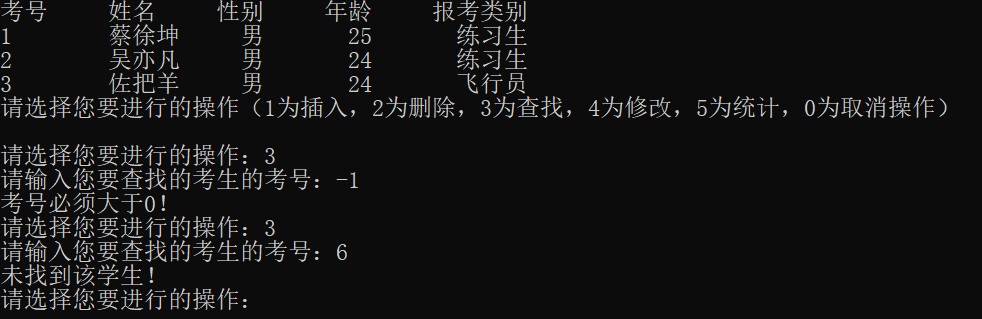 考号 姓名 性别 年龄 报考类别
1 蔡徐坤 男 25 练习生
2 吴亦凡 男 24 练习生
3 佐把羊 男 24 飞行员
请选择您要进行的操作（1为插入，2为删除，3为查找，4为修改，5为统计，0为取消操作）
请选择您要进行的操作：3
请输入您要查找的考生的考号：-1
考号必须大于0！
请选择您要进行的操作：3
请输入您要查找的考生的考号：6
未找到该学生！
请选择您要进行的操作：